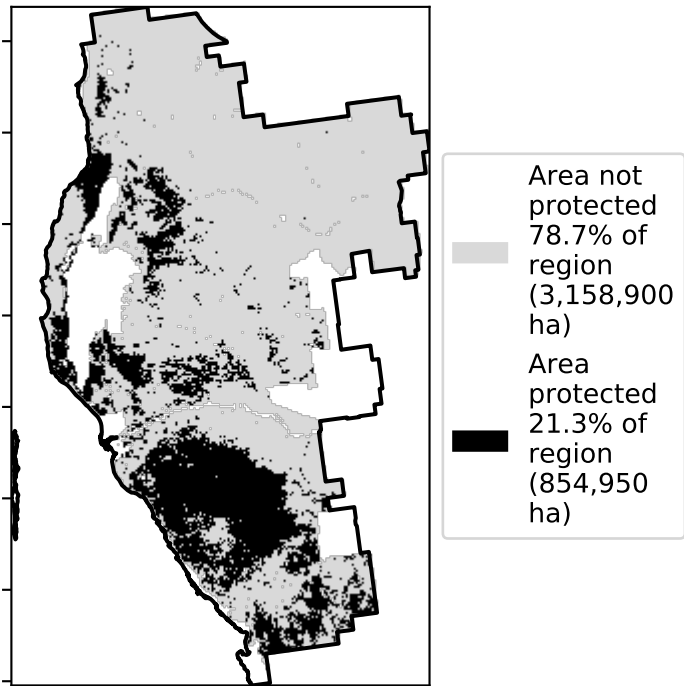 Area not
protected
78.7% of
region
(3,158,900
ha)
Area
protected
21.3% of
region
(854,950
ha)